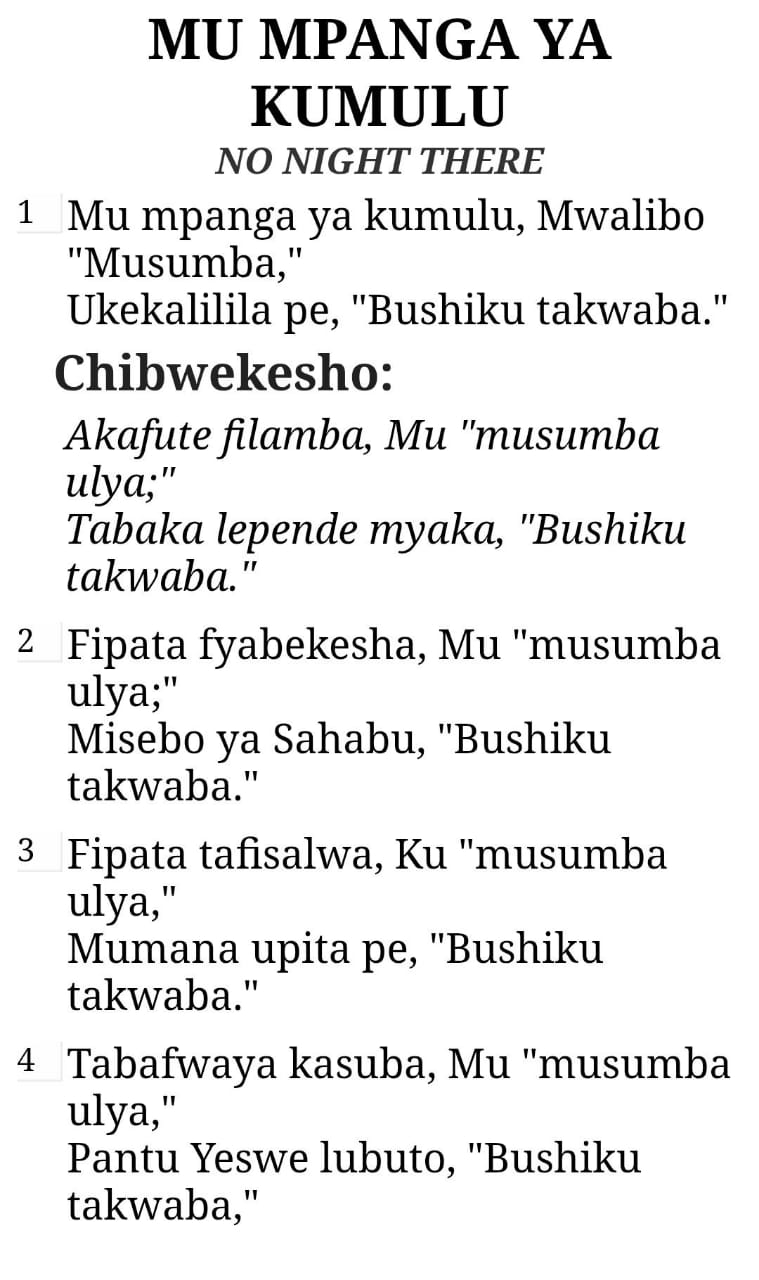 MU MPANGA YA
KUMULU
NO NIGHT THERE
1 Mu mpanga ya kumulu, Mwalibo
"Musumba,"
Ukekalilila pe, "Bushiku takwaba."
Chibwekesho:
Akafute filamba, Mu "musumba
ulya;"
Tabaka lepende myaka, "Bushiku
takwaba."
2 Fipata fyabekesha, Mu "musumba
ulya;"
Misebo ya Sahabu, "Bushiku
takwaba."
3 Fipata tafisalwa, Ku "musumba
ulya,"
Mumana upita pe, "Bushiku
takwaba."
4 Tabafwaya kasuba, Mu "musumba
ulya,"
Pantu Yeswe lubuto, "Bushiku
takwaba,"